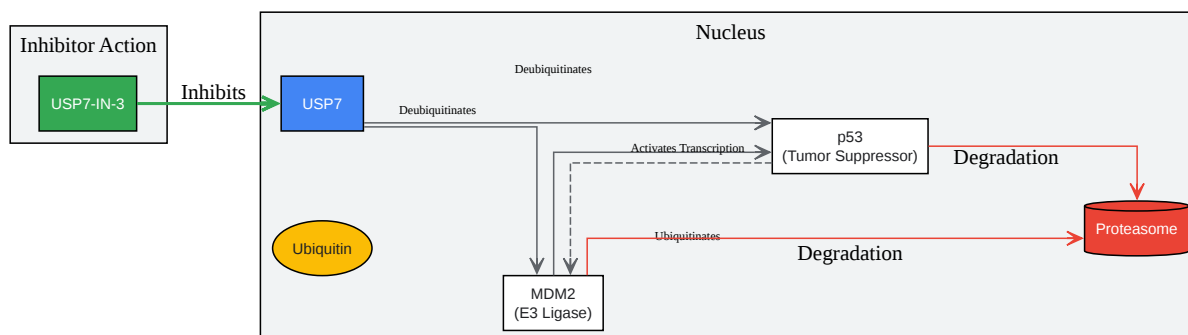 Nucleus
Inhibitor Action
USP7-IN-3
Inhibits
USP7
Deubiquitinates
Deubiquitinates
p53
(Tumor Suppressor)
Activates Transcription
Degradation
Ubiquitin
Ubiquitinates
Degradation
Proteasome
MDM2
(E3 Ligase)